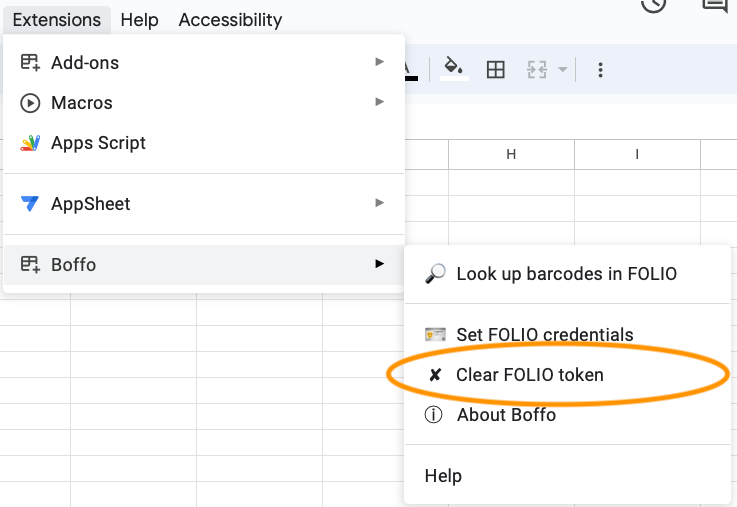 Extensions Help Accessibility
Add-ons
Macros
Apps Script
AppSheet
Boffo
A
H I
Look up barcodes in FOLIO
Set FOLIO credentials
Clear FOLIO token
About Boffo
Help